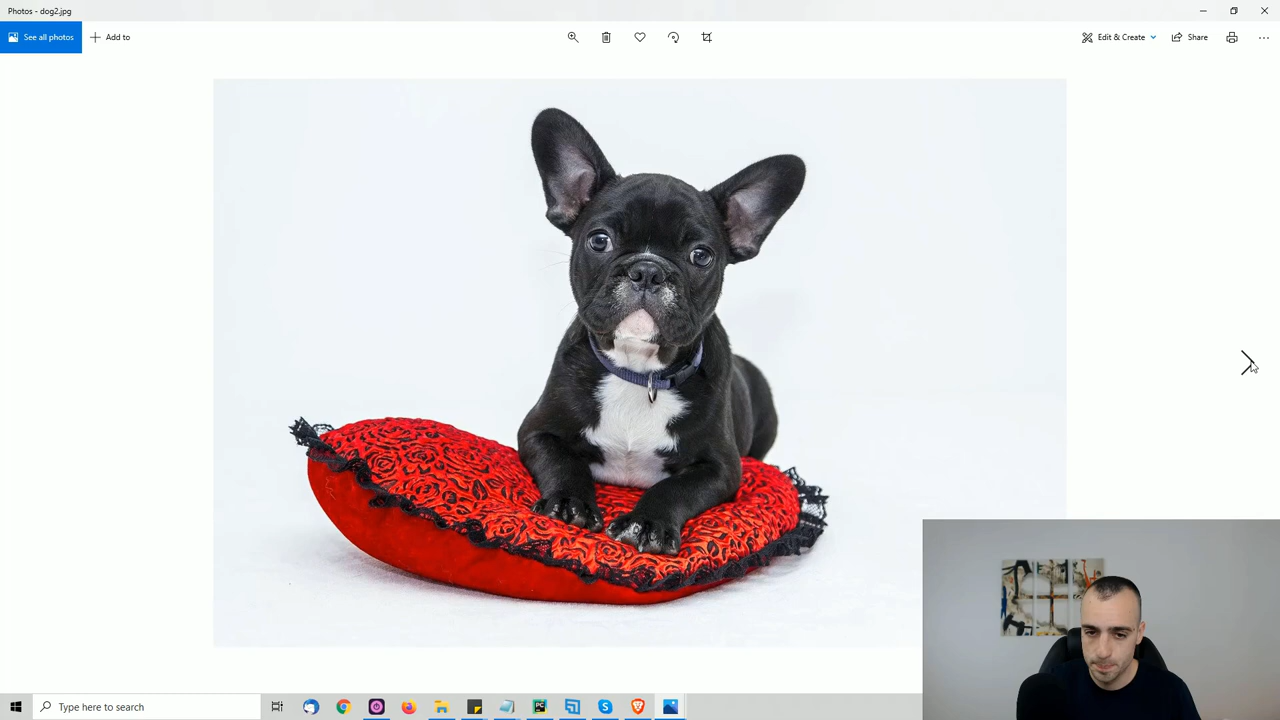 Photos - dog2.jpg
See all photos
Add to
Edit & Create
Share
Type here to search